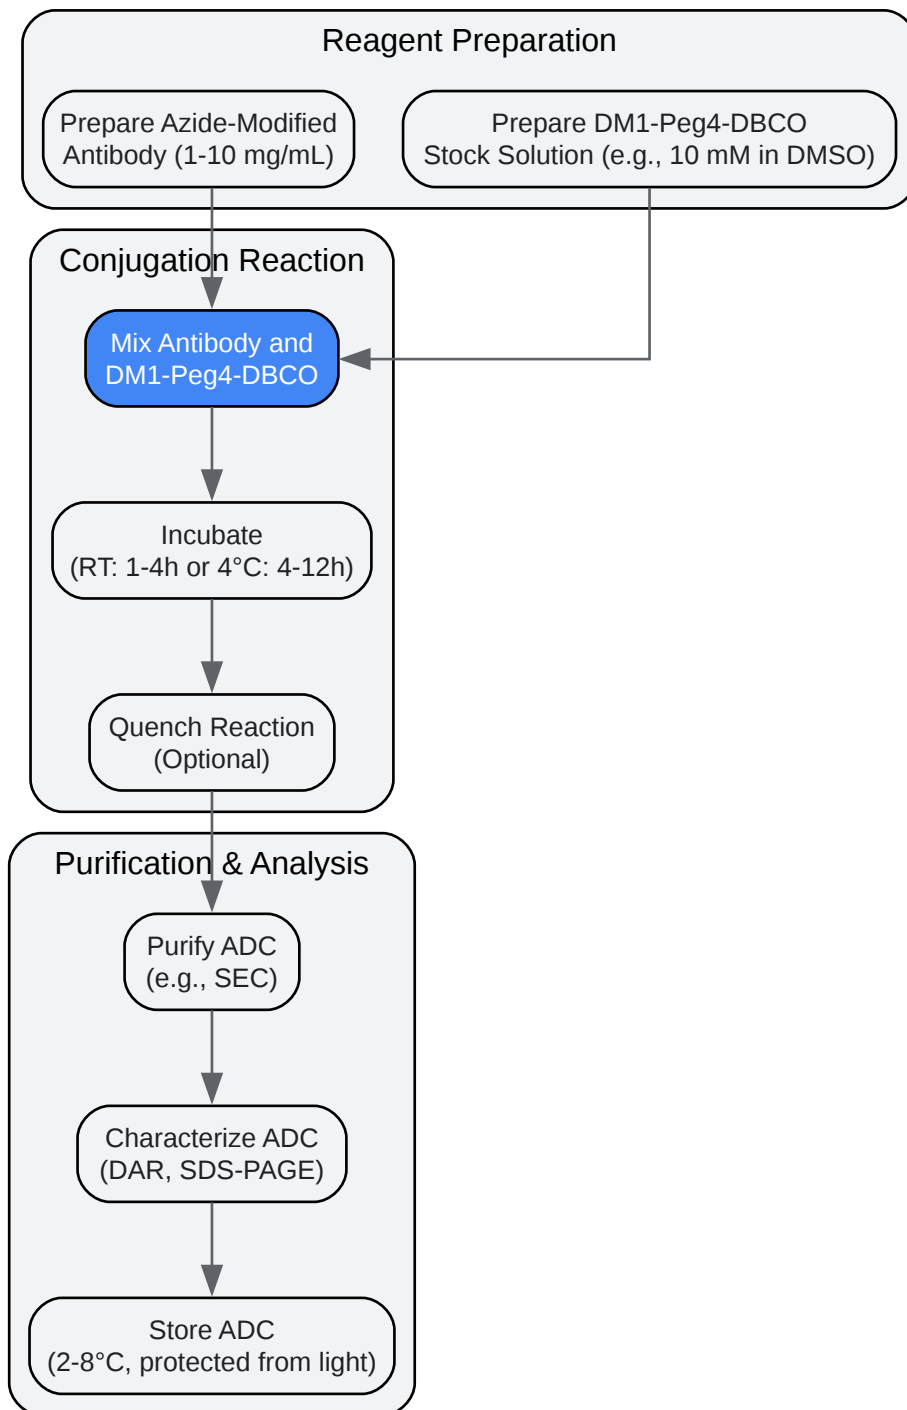 Reagent Preparation
Prepare Azide-Modified
Antibody (1-10 mg/mL)
Prepare DM1-Peg4-DBCO
Stock Solution (e.g., 10 mM in DMSO)
Conjugation Reaction
Mix Antibody and
DM1-Peg4-DBCO
Incubate
(RT: 1-4h or 4°C: 4-12h)
Quench Reaction
(Optional)
Purification & Analysis
Purify ADC
(e.g., SEC)
Characterize ADC
(DAR, SDS-PAGE)
Store ADC
(2-8°C, protected from light)